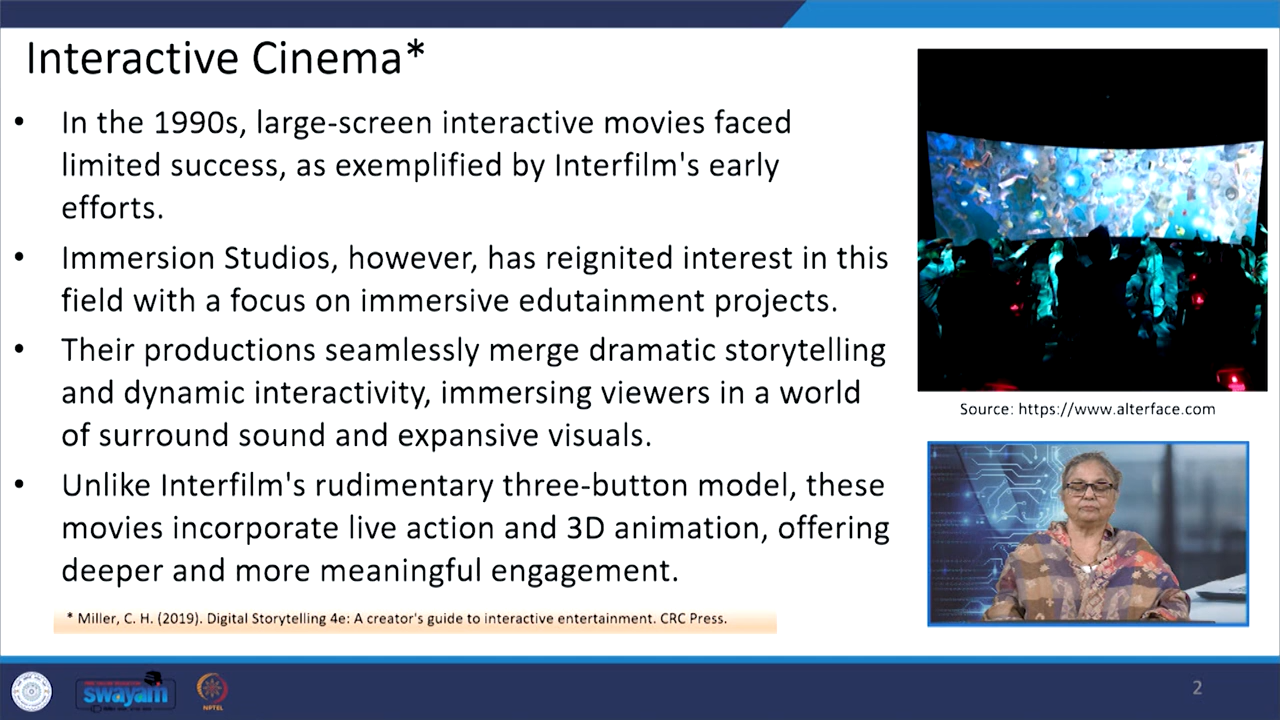 Interactive Cinema*
• In the 1990s, large-screen interactive movies faced
limited success, as exemplified by Interfilm's early
efforts.
• Immersion Studios, however, has reignited interest in this
field with a focus on immersive edutainment projects.
• Their productions seamlessly merge dramatic storytelling
and dynamic interactivity, immersing viewers in a world
of surround sound and expansive visuals.
• Unlike Interfilm's rudimentary three-button model, these
movies incorporate live action and 3D animation, offering
deeper and more meaningful engagement.
* Miller, C. H. (2019). Digital Storytelling 4e: A creator's guide to interactive entertainment. CRC Press.
Source: https://www.alterface.com
swayam
NPTEL
2